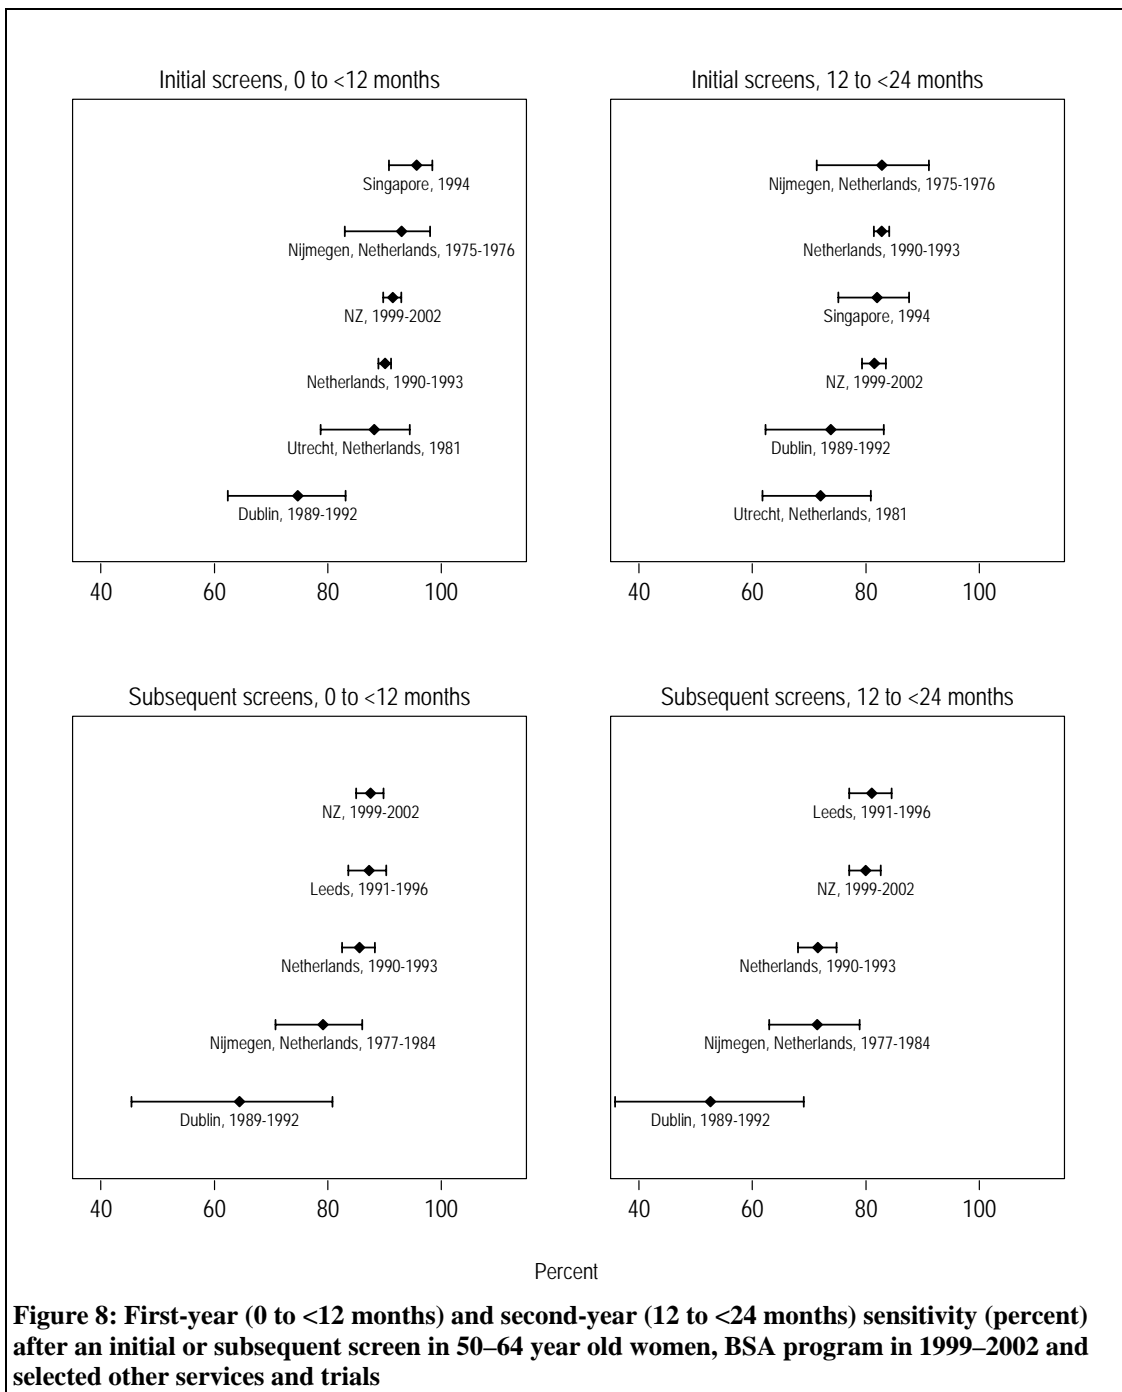 Initial screens, 0 to <12 months
Singapore, 1994
Nijmegen, Netherlands, 1975-1976
NZ, 1999-2002
Netherlands, 1990-1993
Utrecht, Netherlands, 1981
Dublin, 1989-1992
40 60 80 100
Initial screens, 12 to <24 months
Nijmegen, Netherlands, 1975-1976
Netherlands, 1990-1993
Singapore, 1994
NZ, 1999-2002
Dublin, 1989-1992
Utrecht, Netherlands, 1981
40 60 80 100
Subsequent screens, 0 to <12 months
NZ, 1999-2002
Leeds, 1991-1996
Netherlands, 1990-1993
Nijmegen, Netherlands, 1977-1984
Dublin, 1989-1992
40 60 80 100
Subsequent screens, 12 to <24 months
Leeds, 1991-1996
NZ, 1999-2002
Netherlands, 1990-1993
Nijmegen, Netherlands, 1977-1984
Dublin, 1989-1992
40 60 80 100
Percent
Figure 8: First-year (0 to <12 months) and second-year (12 to <24 months) sensitivity (percent)
after an initial or subsequent screen in 50–64 year old women, BSA program in 1999–2002 and
selected other services and trials